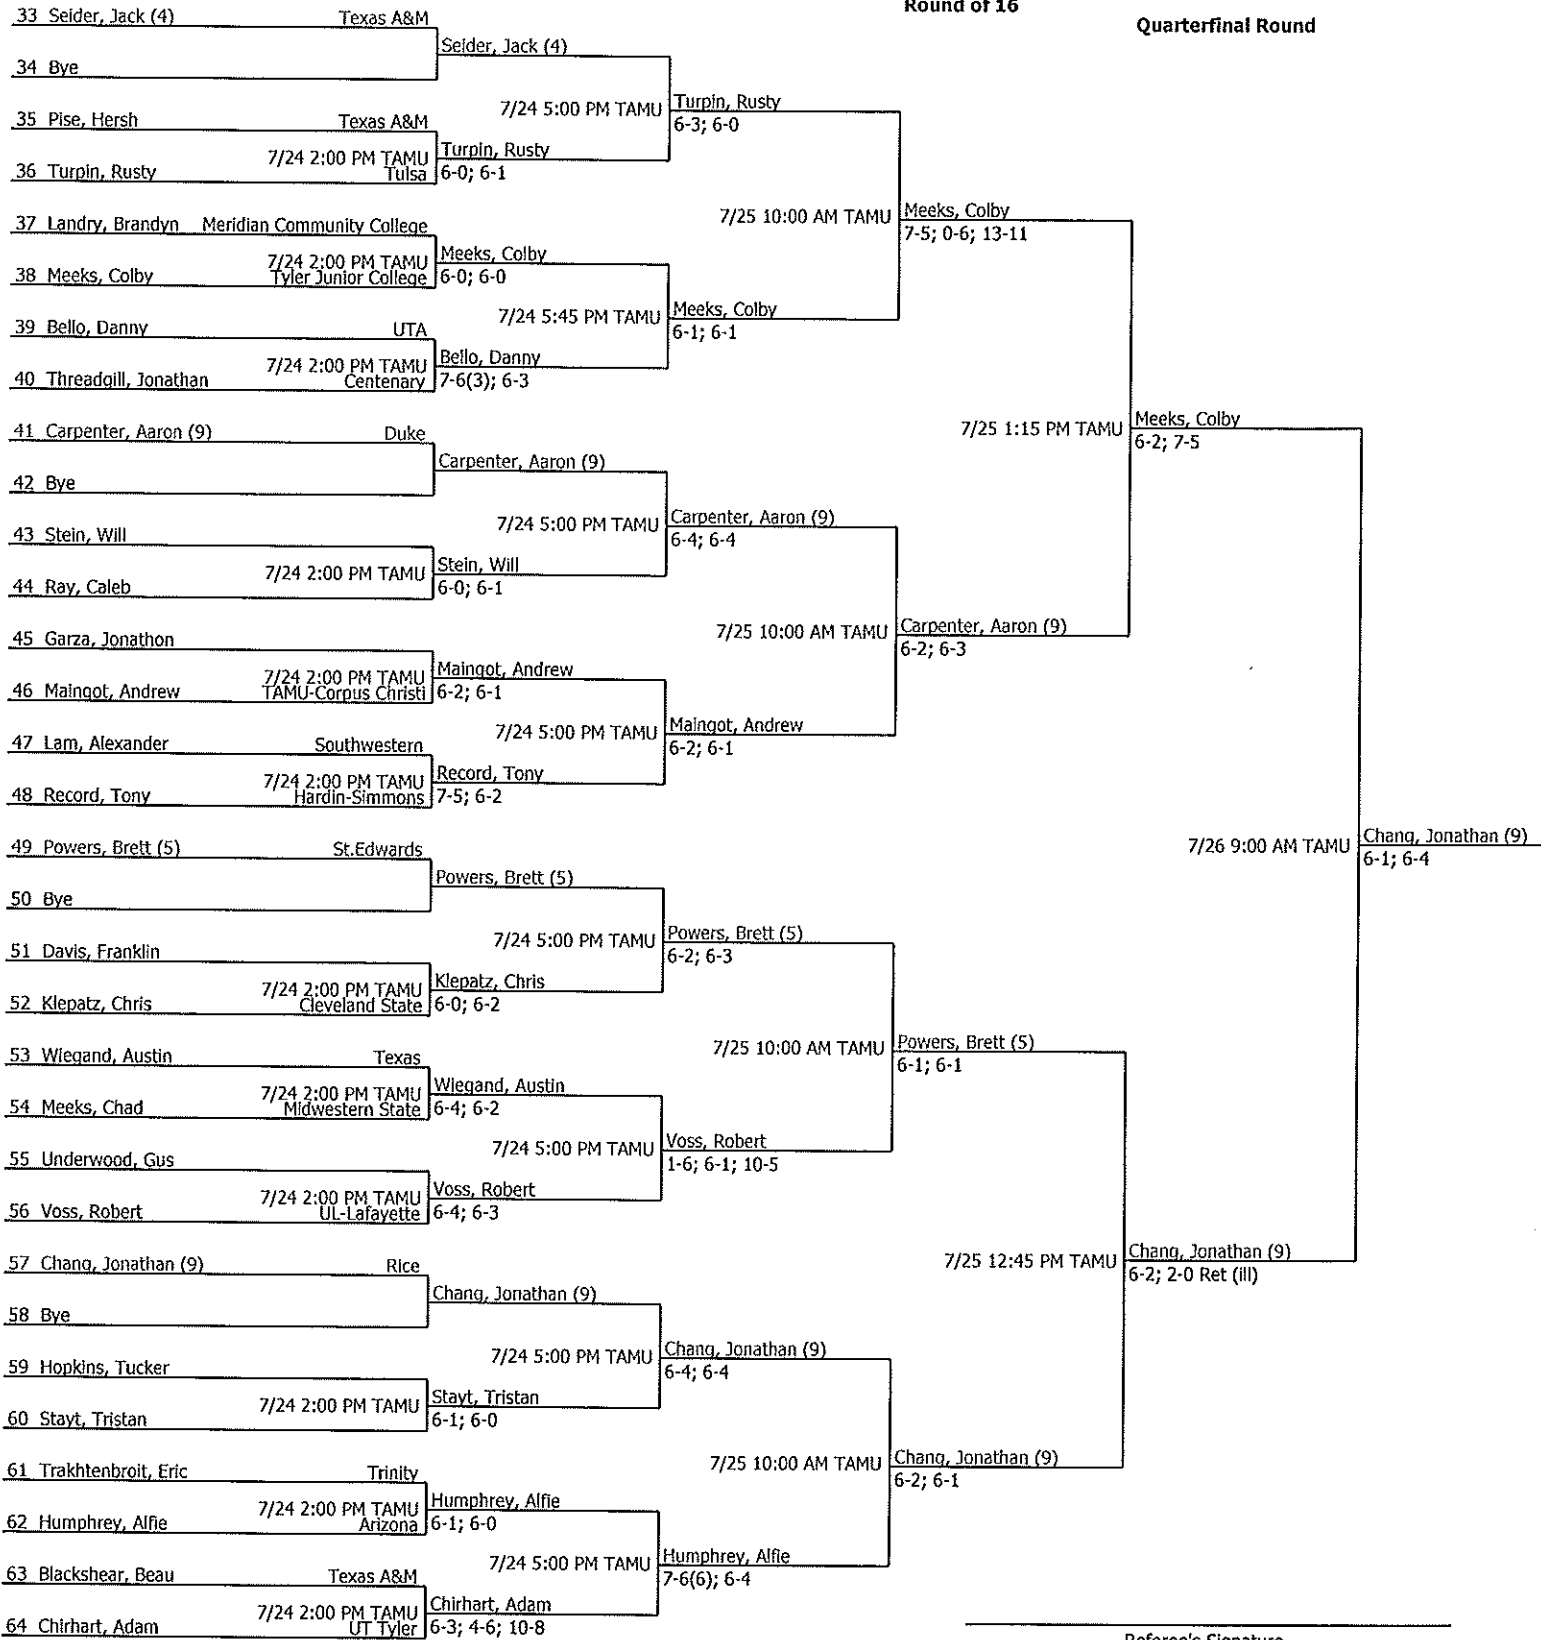 Round of 16
Quarterfinal Round
33 Seider, Jack (4) Texas A&M
Seider, Jack (4)
34 Bye
7/24 5:00 PM TAMU Turpin, Rusty
6-3; 6-0
35 Pise, Hersh Texas A&M
7/24 2:00 PM TAMU Turpin, Rusty
36 Turpin, Rusty Tulsa 6-0; 6-1
7/25 10:00 AM TAMU Meeks, Colby
7-5; 0-6; 13-11
37 Landry, Brandyn Meridian Community College
7/24 2:00 PM TAMU Meeks, Colby
38 Meeks, Colby Tyler Junior College 6-0; 6-0
7/24 5:45 PM TAMU Meeks, Colby
6-1; 6-1
39 Bello, Danny UTA
7/24 2:00 PM TAMU Bello, Danny
40 Threadgill, Jonathan Centenary 7-6(3); 6-3
7/25 1:15 PM TAMU Meeks, Colby
6-2; 7-5
41 Carpenter, Aaron (9) Duke
Carpenter, Aaron (9)
42 Bye
7/24 5:00 PM TAMU Carpenter, Aaron (9)
6-4; 6-4
43 Stein, Will
7/24 2:00 PM TAMU Stein, Will
44 Ray, Caleb 6-0; 6-1
7/25 10:00 AM TAMU Carpenter, Aaron (9)
6-2; 6-3
45 Garza, Jonathon
7/24 2:00 PM TAMU Maingot, Andrew
46 Maingot, Andrew TAMU-Corpus Christi 6-2; 6-1
7/24 5:00 PM TAMU Maingot, Andrew
6-2; 6-1
47 Lam, Alexander Southwestern
7/24 2:00 PM TAMU Record, Tony
48 Record, Tony Hardin-Simmons 7-5; 6-2
7/26 9:00 AM TAMU Chang, Jonathan (9)
6-1; 6-4
49 Powers, Brett (5) St.Edwards
Powers, Brett (5)
50 Bye
7/24 5:00 PM TAMU Powers, Brett (5)
6-2; 6-3
51 Davis, Franklin
7/24 2:00 PM TAMU Klepatz, Chris
52 Klepatz, Chris Cleveland State 6-0; 6-2
7/25 10:00 AM TAMU Powers, Brett (5)
6-1; 6-1
53 Wiegand, Austin Texas
7/24 2:00 PM TAMU Wiegand, Austin
54 Meeks, Chad Midwestern State 6-4; 6-2
7/24 5:00 PM TAMU Voss, Robert
1-6; 6-1; 10-5
55 Underwood, Gus
7/24 2:00 PM TAMU Voss, Robert
56 Voss, Robert UL-Lafayette 6-4; 6-3
7/25 12:45 PM TAMU Chang, Jonathan (9)
6-2; 2-0 Ret (ill)
57 Chang, Jonathan (9) Rice
Chang, Jonathan (9)
58 Bye
7/24 5:00 PM TAMU Chang, Jonathan (9)
6-4; 6-4
59 Hopkins, Tucker
7/24 2:00 PM TAMU Stayt, Tristan
60 Stayt, Tristan 6-1; 6-0
7/25 10:00 AM TAMU Chang, Jonathan (9)
6-2; 6-1
61 Trakhtenbroit, Eric Trinity
7/24 2:00 PM TAMU Humphrey, Alfie
62 Humphrey, Alfie Arizona 6-1; 6-0
7/24 5:00 PM TAMU Humphrey, Alfie
7-6(6); 6-4
63 Blackshear, Beau Texas A&M
7/24 2:00 PM TAMU Chirhart, Adam
64 Chirhart, Adam UT Tyler 6-3; 4-6; 10-8
Referee's Signature